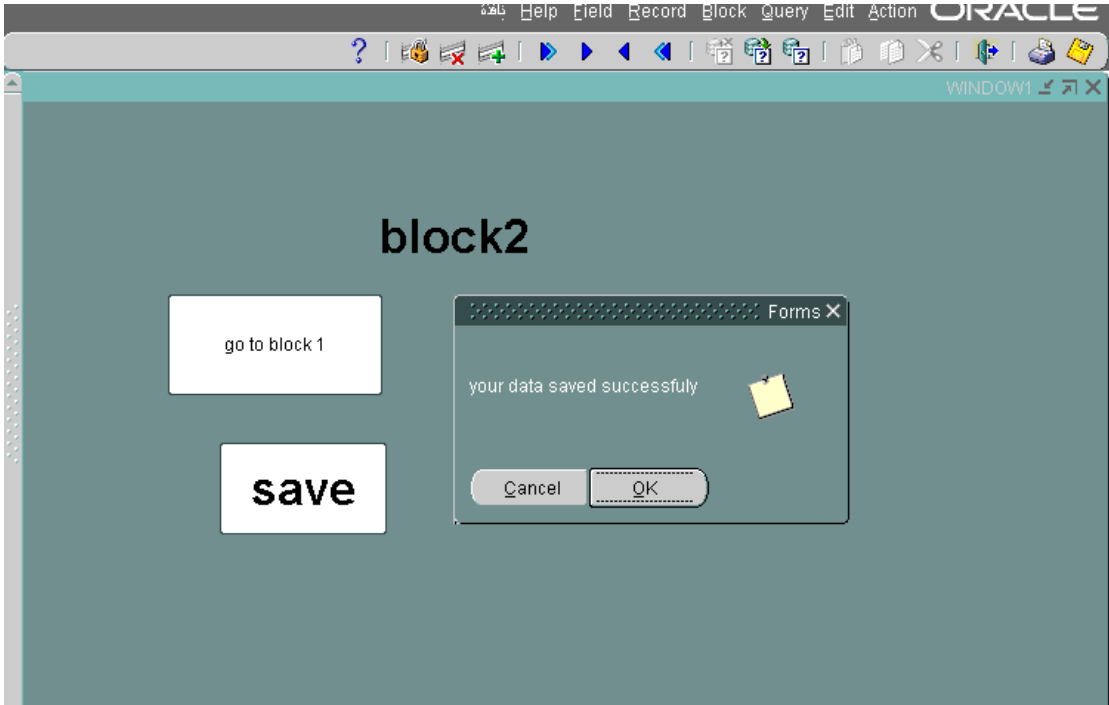 Help Field Record Block Query Edit Action ORACLE
WINDOW1
block2
go to block 1
save
Forms
your data saved successfuly
Cancel OK